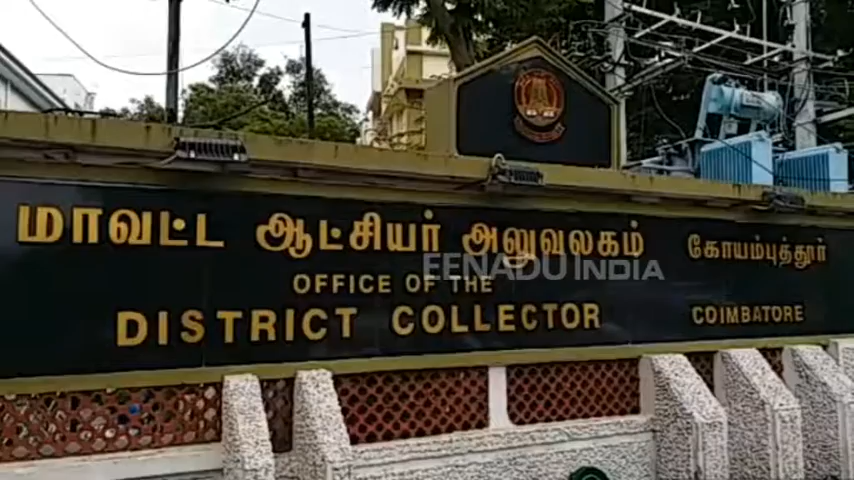 மாவட்ட ஆட்சியர் அலுவலகம் கோயம்புத்தூர்
OFFICE OF THE
DISTRICT COLLECTOR COIMBATORE
EENADU INDIA